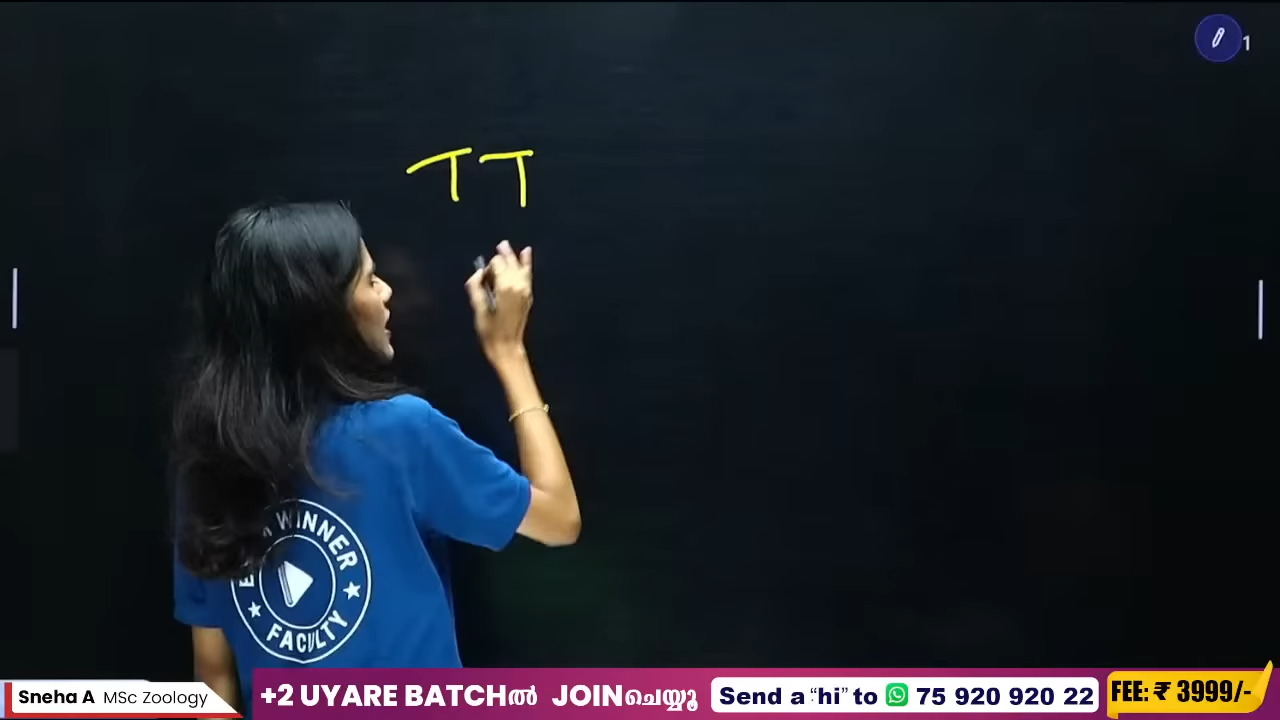 1
TT
WINNER
FACULTY
Sneha A MSc Zoology
+2 UYARE BATCHൽ JOINചെയ്യൂ
Send a “hi” to 75 920 920 22
FEE: ₹ 3999/-